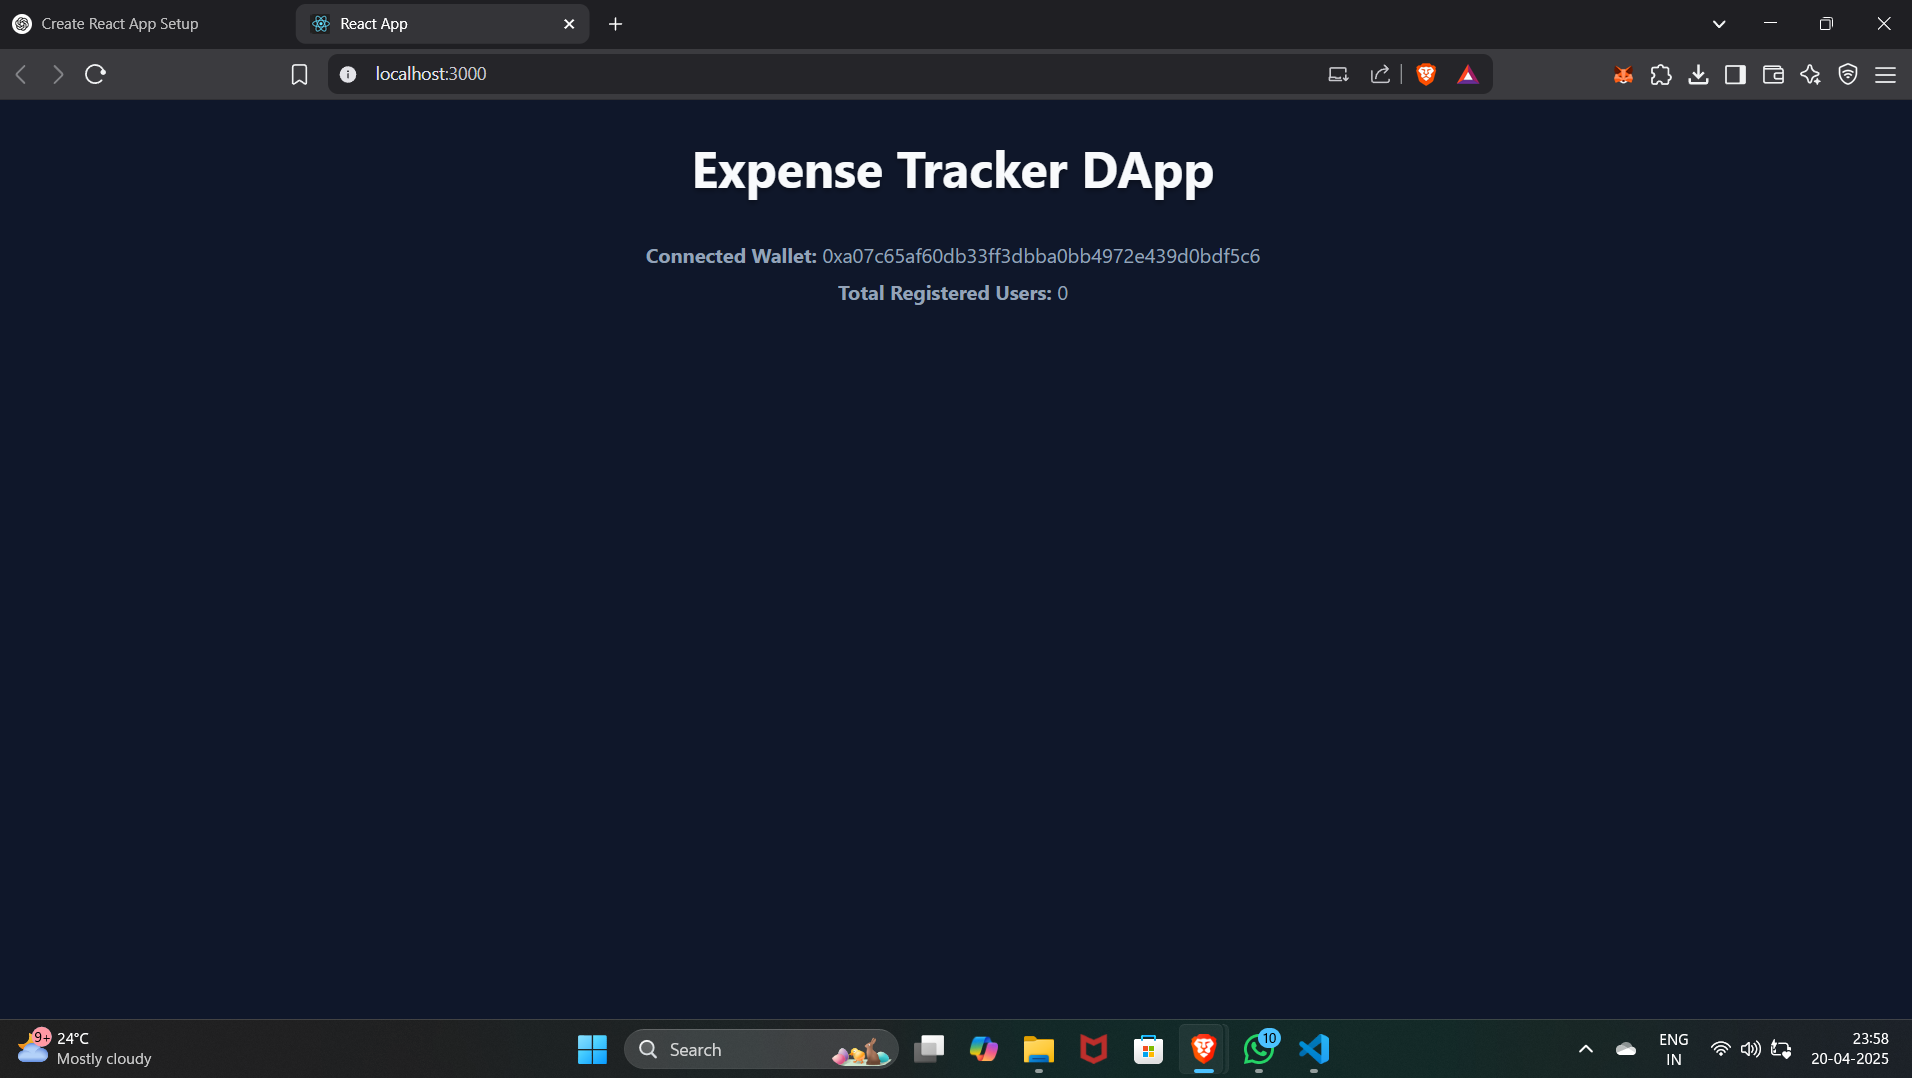 Create React App Setup
React App
localhost:3000
Expense Tracker DApp
Connected Wallet: 0xa07c65af60db33ff3dbba0bb4972e439d0bdf5c6
Total Registered Users: 0
9+
24°C
Mostly cloudy
Search
10
ENG
IN
23:58
20-04-2025